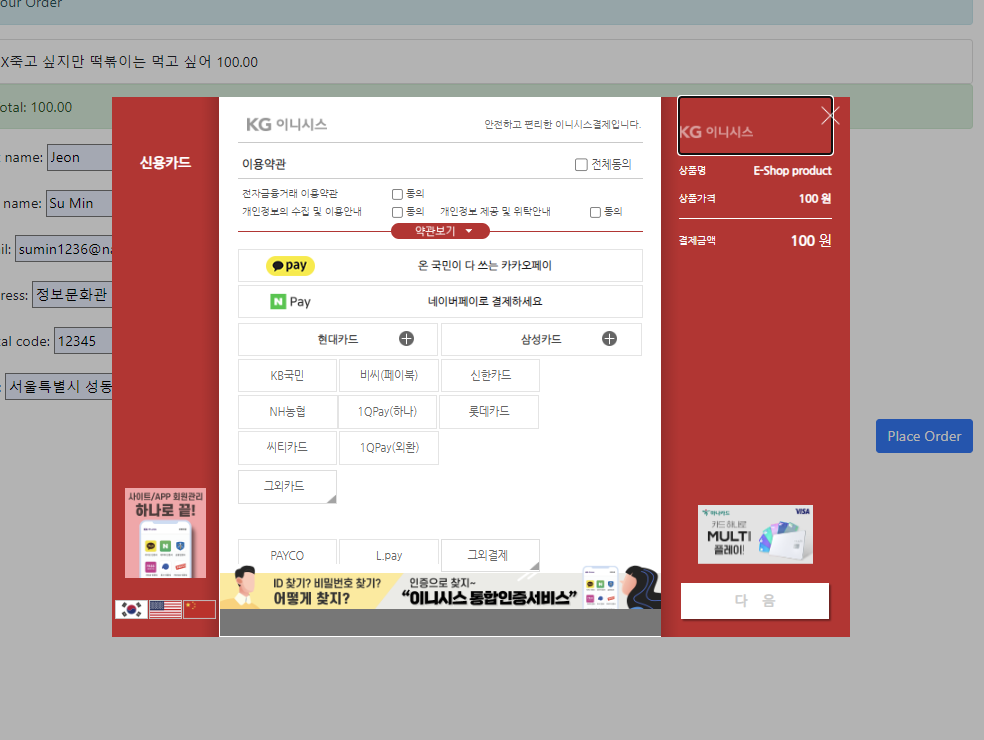 our Order
X죽고 싶지만 떡볶이는 먹고 싶어 100.00
otal: 100.00
name: Jeon
name: Su Min
il: sumin1236@na
ress: 정보문화관
al code: 12345
: 서울특별시 성동
Place Order
신용카드
사이트/APP 회원관리
하나로 끝!
KG 이니시스
안전하고 편리한 이니시스결제입니다.
이용약관
전체동의
전자금융거래 이용약관 동의
개인정보의 수집 및 이용안내 동의 개인정보 제공 및 위탁안내 동의
약관보기
pay 온 국민이 다 쓰는 카카오페이
N Pay 네이버페이로 결제하세요
현대카드 삼성카드
KB국민 비씨(페이북) 신한카드
NH농협 1QPay(하나) 롯데카드
씨티카드 1QPay(외환)
그외카드
PAYCO L.pay 그외결제
ID 찾기? 비밀번호 찾기?
어떻게 찾지?
인증으로 찾지~
“이니시스 통합인증서비스”
KG 이니시스
상품명 E-Shop product
상품가격 100 원
결제금액 100 원
하나카드 VISA
카드 하나로
MULTI
플레이!
다 음